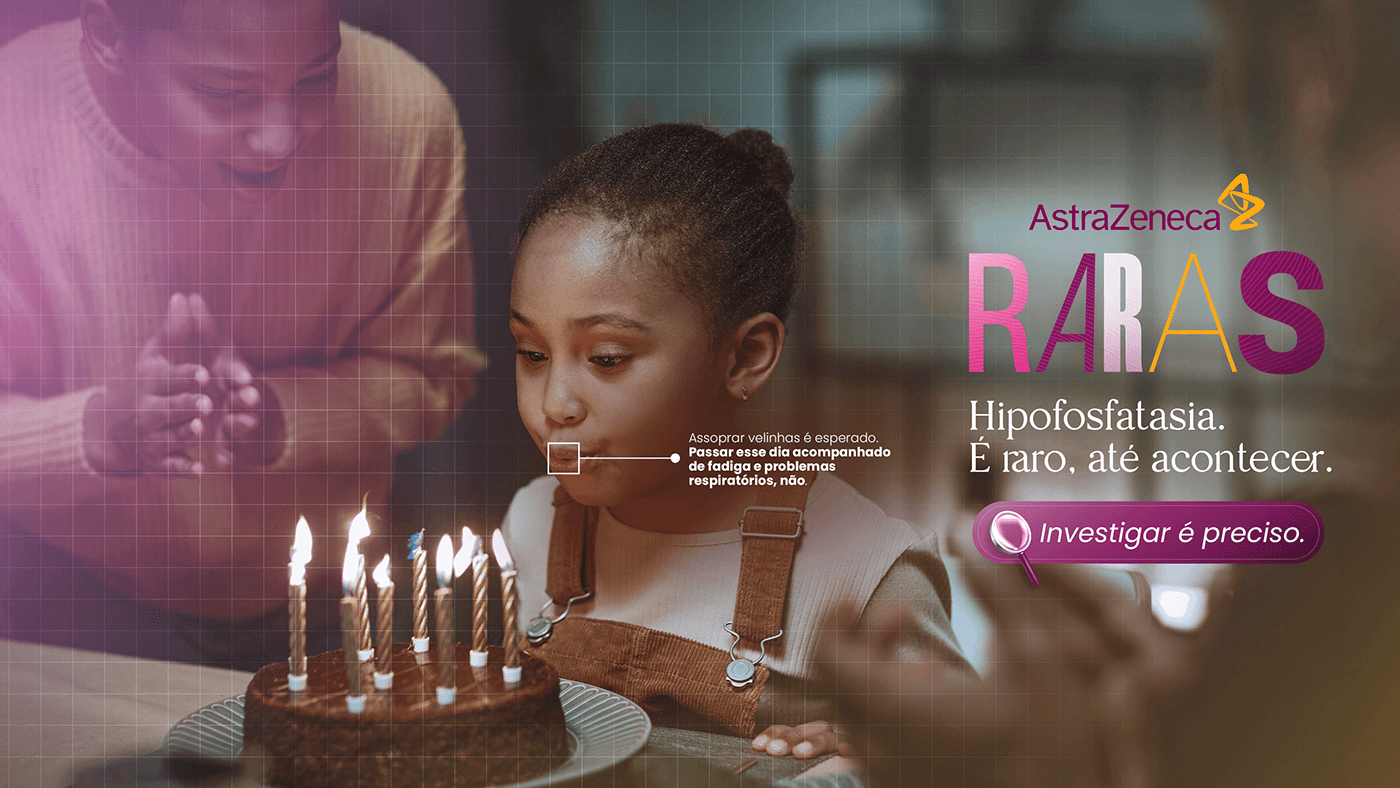 AstraZeneca
RARAS
Hipofosfatasia.
É raro, até acontecer.
Investigar é preciso.
Assoprar velinhas é esperado.
Passar esse dia acompanhado
de fadiga e problemas
respiratórios, não.